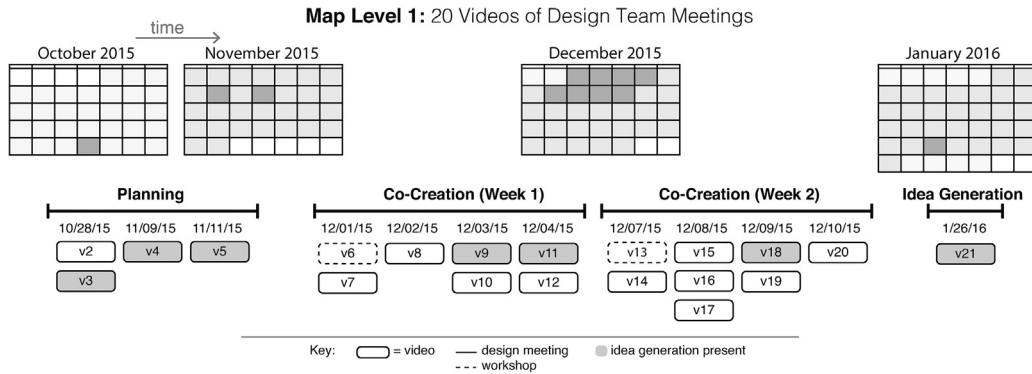 Map Level 1: 20 Videos of Design Team Meetings
time
October 2015 November 2015 December 2015 January 2016
Planning Co-Creation (Week 1) Co-Creation (Week 2) Idea Generation
10/28/15 11/09/15 11/11/15 12/01/15 12/02/15 12/03/15 12/04/15 12/07/15 12/08/15 12/09/15 12/10/15 1/26/16
v2 v4 v5 v6 v8 v9 v11 v13 v15 v18 v20 v21
v3 v7 v10 v12 v14 v16 v19
v17
Key: = video design meeting idea generation present
workshop